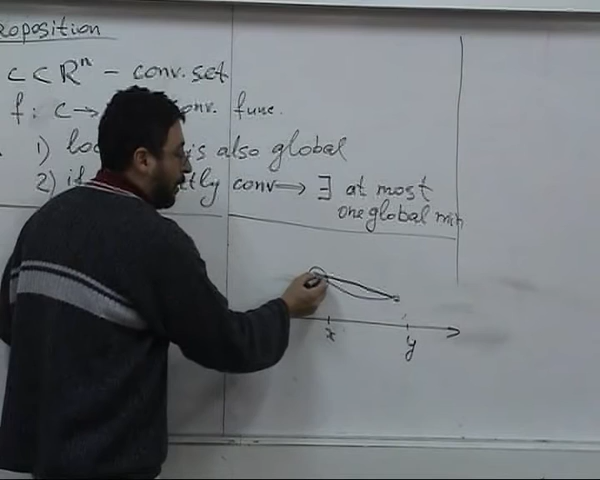 roposition
C ⊂ Rⁿ - conv. set
f: C → conv. func.
1) loc is also global
2) if tly conv ⟹ ∃ at most
one global min
x
y